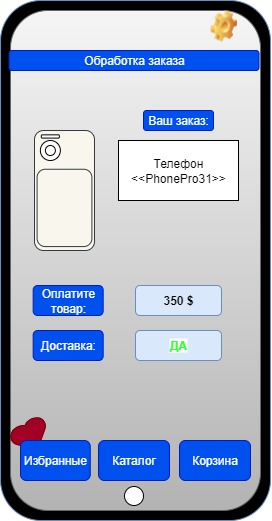 Обработка заказа
Ваш заказ:
Телефон
<<PhonePro31>>
Оплатите
товар:
350 $
Доставка:
ДА
Избранные
Каталог
Корзина